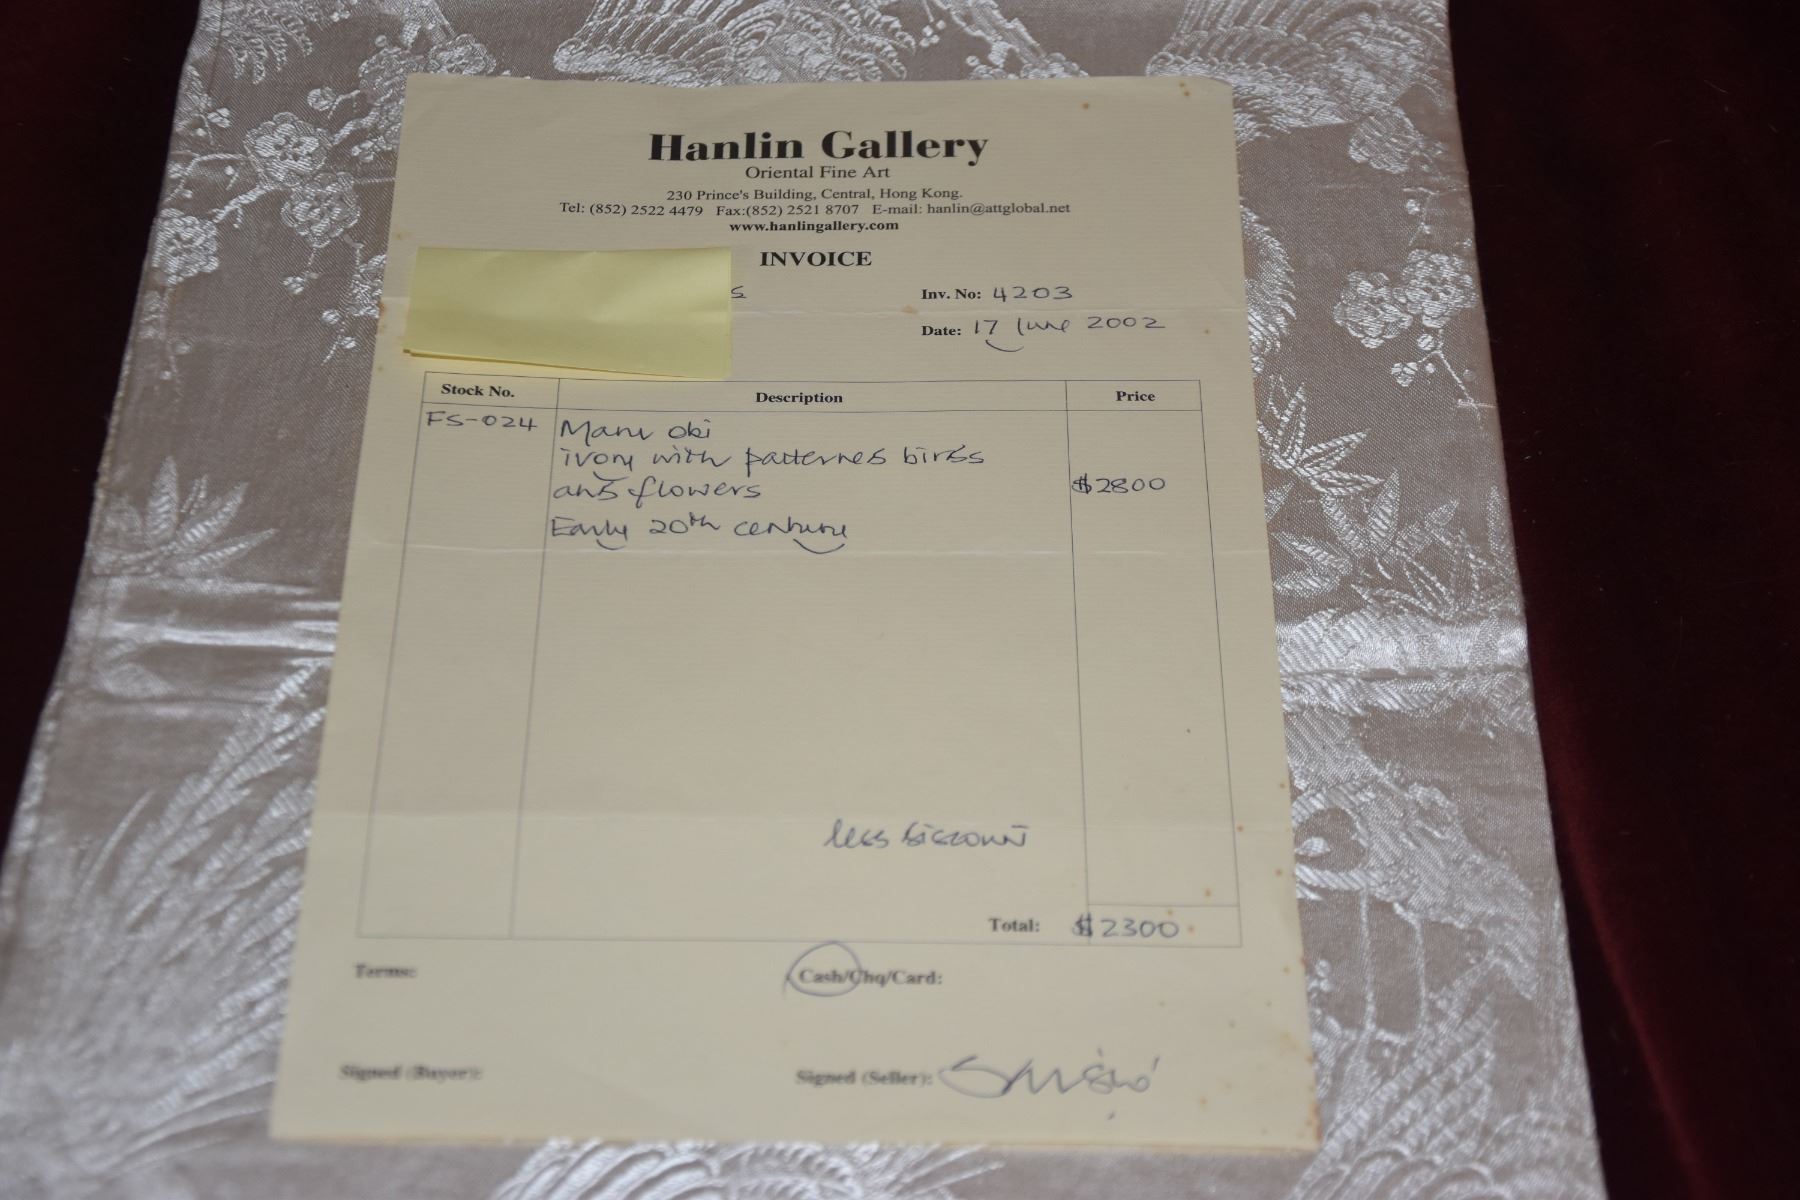 Hanlin Gallery
Oriental Fine Art
230 Prince's Building, Central, Hong Kong.
Tel: (852) 2522 4479 Fax:(852) 2521 8707 E-mail: hanlin@attglobal.net
www.hanlingallery.com
INVOICE
s
Inv. No: 4203
Date: 17 June 2002
Stock No. Description Price
FS-024 Maru obi
ivory with patterned birds
and flowers $2800
Early 20th century
less discount
Total: $2300
Terms: Cash/Chq/Card:
Signed (Buyer): Signed (Seller):